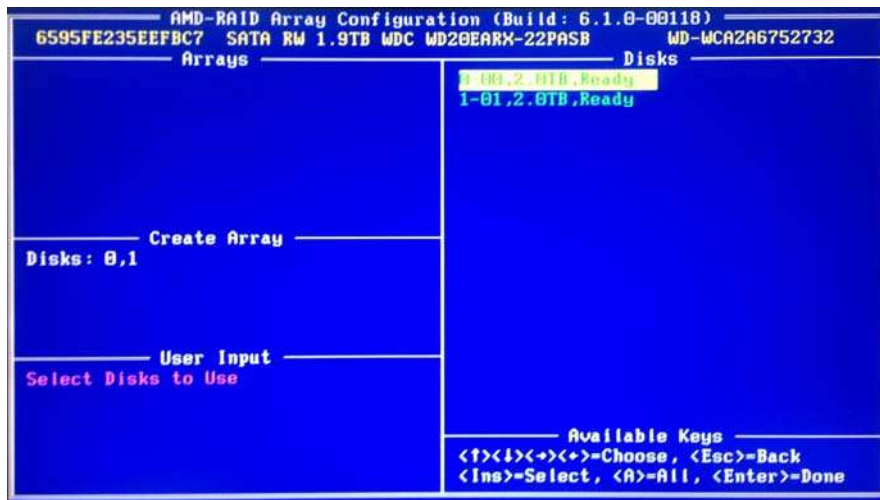 AMD-RAID Array Configuration (Build: 6.1.0-00118)
6595FE235EEFBC7 SATA RW 1.9TB WDC WD20EARX-22PASB WD-WCAZA6752732
Arrays
Disks
0-00,2.0TB,Ready
1-01,2.0TB,Ready
Create Array
Disks: 0,1
User Input
Select Disks to Use
Available Keys
<↑><↓><→><←>=Choose, <Esc>=Back
<Ins>=Select, <A>=All, <Enter>=Done